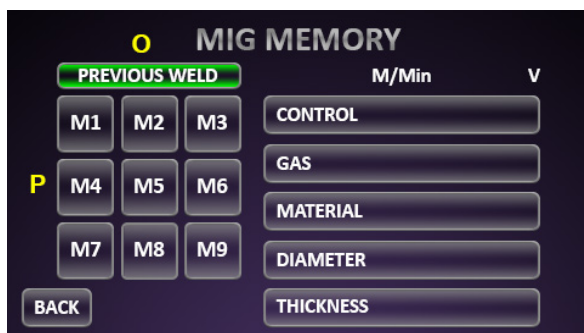 O MIG MEMORY
PREVIOUS WELD M/Min V
M1 M2 M3 CONTROL
GAS
P M4 M5 M6
MATERIAL
M7 M8 M9 DIAMETER
BACK THICKNESS